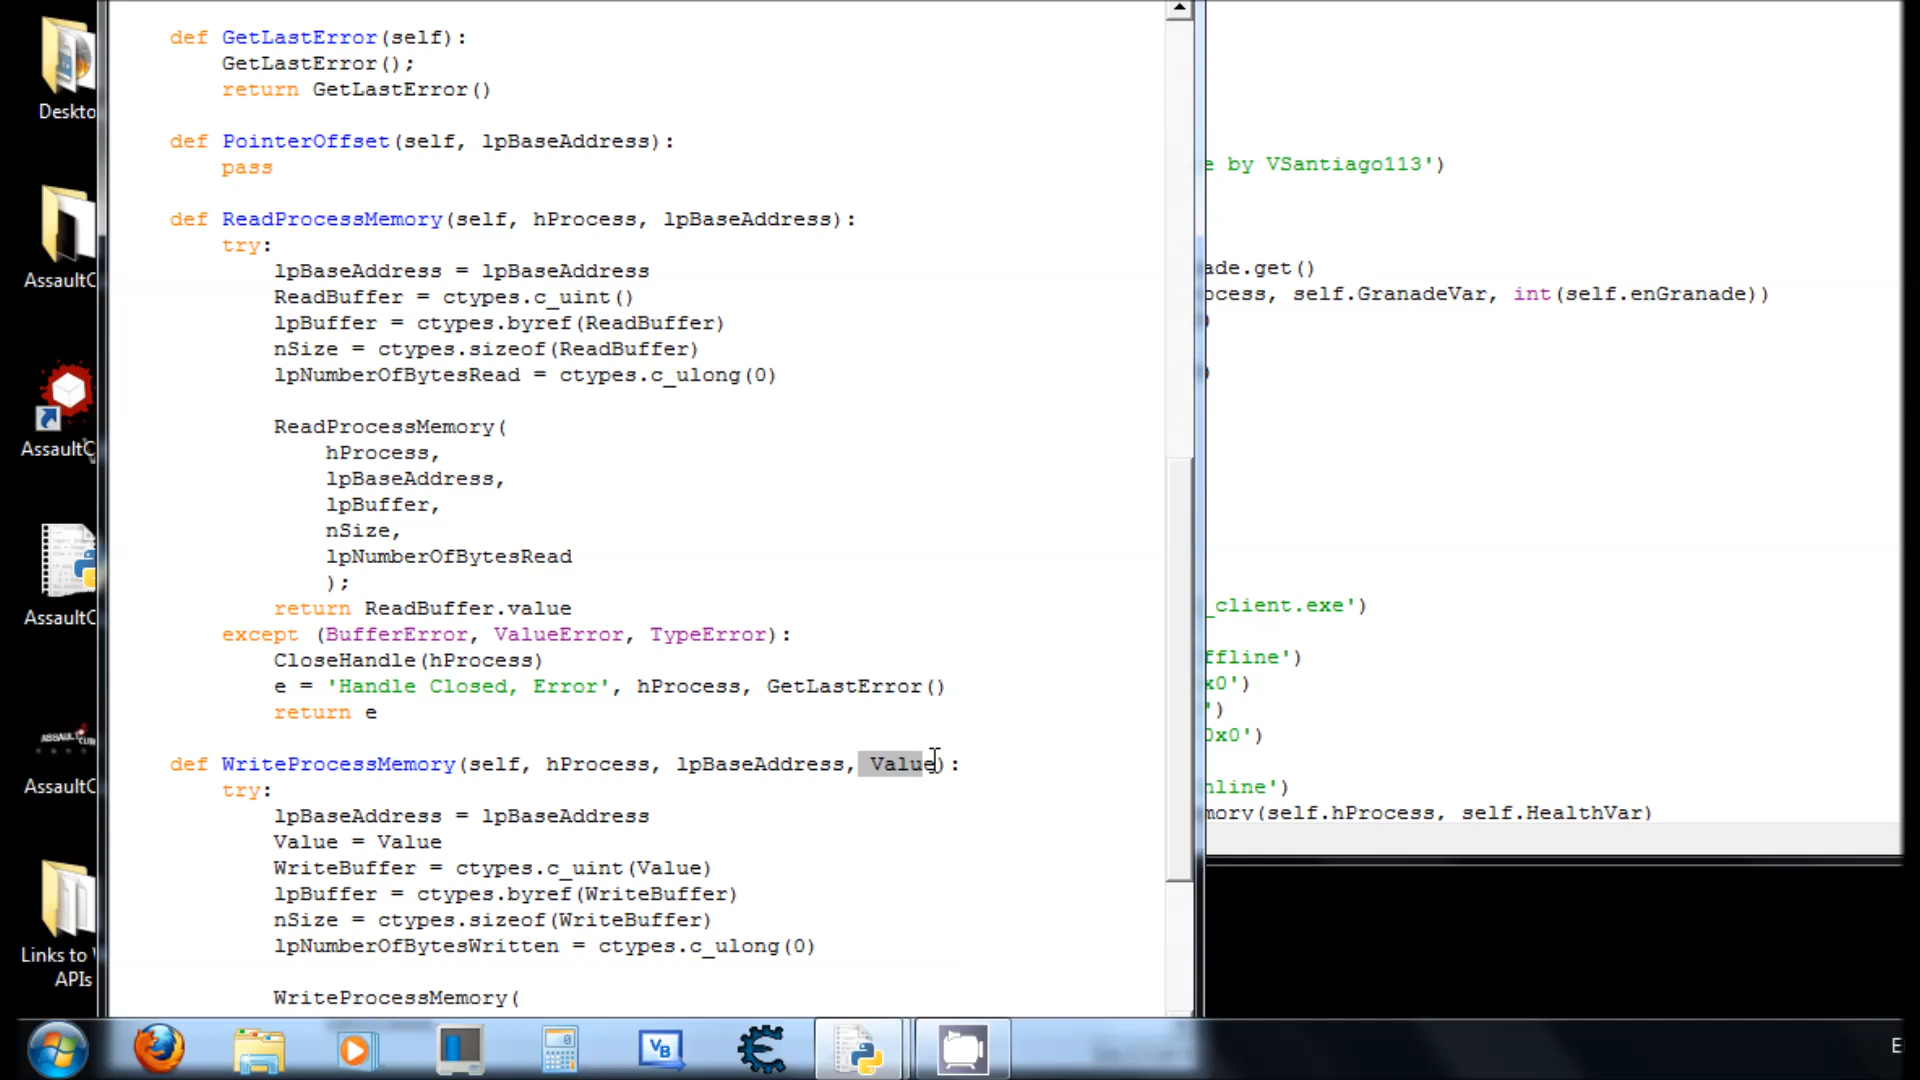 def GetLastError(self):
GetLastError();
return GetLastError()
def PointerOffset(self, lpBaseAddress):
pass
def ReadProcessMemory(self, hProcess, lpBaseAddress):
try:
lpBaseAddress = lpBaseAddress
ReadBuffer = ctypes.c_uint()
lpBuffer = ctypes.byref(ReadBuffer)
nSize = ctypes.sizeof(ReadBuffer)
lpNumberOfBytesRead = ctypes.c_ulong(0)
ReadProcessMemory(
hProcess,
lpBaseAddress,
lpBuffer,
nSize,
lpNumberOfBytesRead
);
return ReadBuffer.value
except (BufferError, ValueError, TypeError):
CloseHandle(hProcess)
e = 'Handle Closed, Error', hProcess, GetLastError()
return e
def WriteProcessMemory(self, hProcess, lpBaseAddress, Value):
try:
lpBaseAddress = lpBaseAddress
Value = Value
WriteBuffer = ctypes.c_uint(Value)
lpBuffer = ctypes.byref(WriteBuffer)
nSize = ctypes.sizeof(WriteBuffer)
lpNumberOfBytesWritten = ctypes.c_ulong(0)
WriteProcessMemory(
e by VSantiago113')
ade.get()
ocess, self.GranadeVar, int(self.enGranade))
)
)
_client.exe')
ffline')
x0')
')
0x0')
nline')
mory(self.hProcess, self.HealthVar)
Deskto
AssaultC
AssaultC
AssaultC
AssaultC
Links to
APIs
VB
E